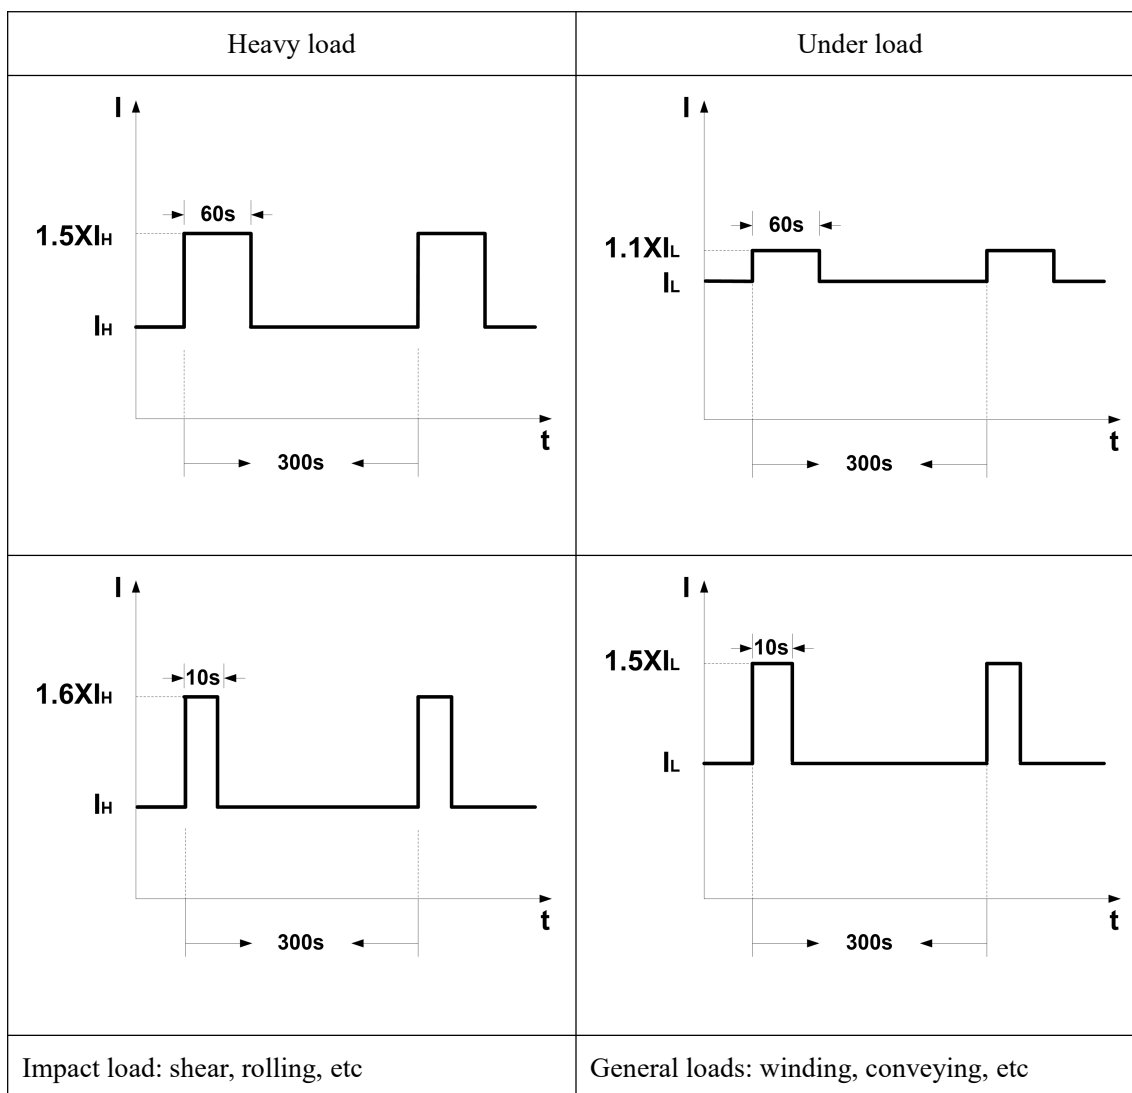 Heavy load
Under load
I
60s
1.5XIH
IH
t
300s
I
60s
1.1XIL
IL
t
300s
I
10s
1.6XIH
IH
t
300s
I
10s
1.5XIL
IL
t
300s
Impact load: shear, rolling, etc
General loads: winding, conveying, etc